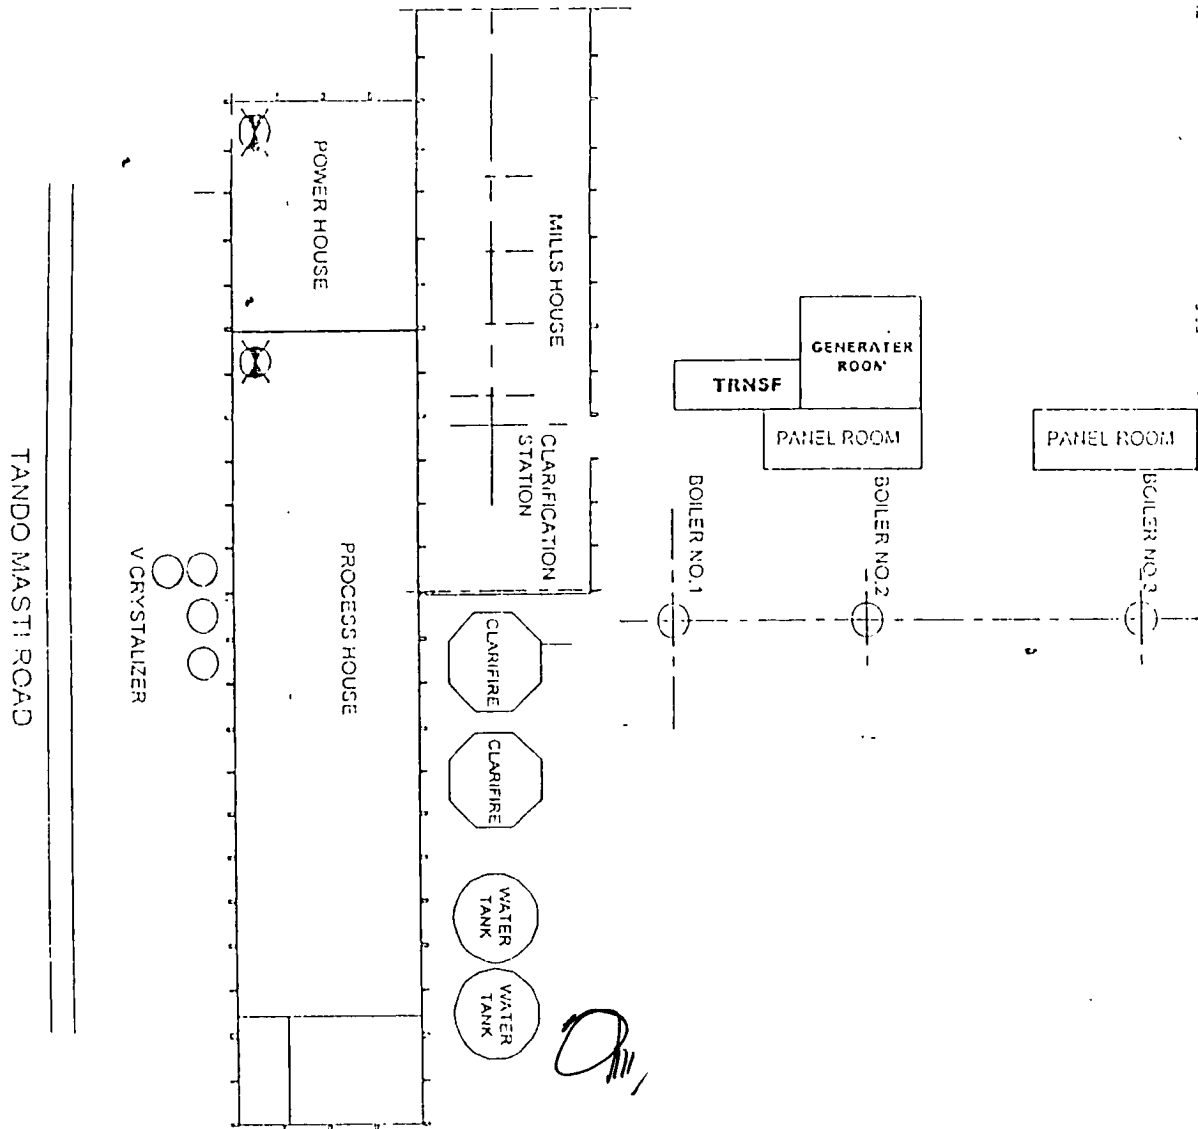 POWER HOUSE
MILLS HOUSE
GENERATER
ROOM
TRNSF
PANEL ROOM
PANEL ROOM
CLARIFICATION
STATION
BOILER NO.1
BOILER NO.2
BOILER NO.3
PROCESS HOUSE
V.CRYSTALIZER
TANDO MASTI ROAD
CLARIFIRE
CLARIFIRE
WATER
TANK
WATER
TANK